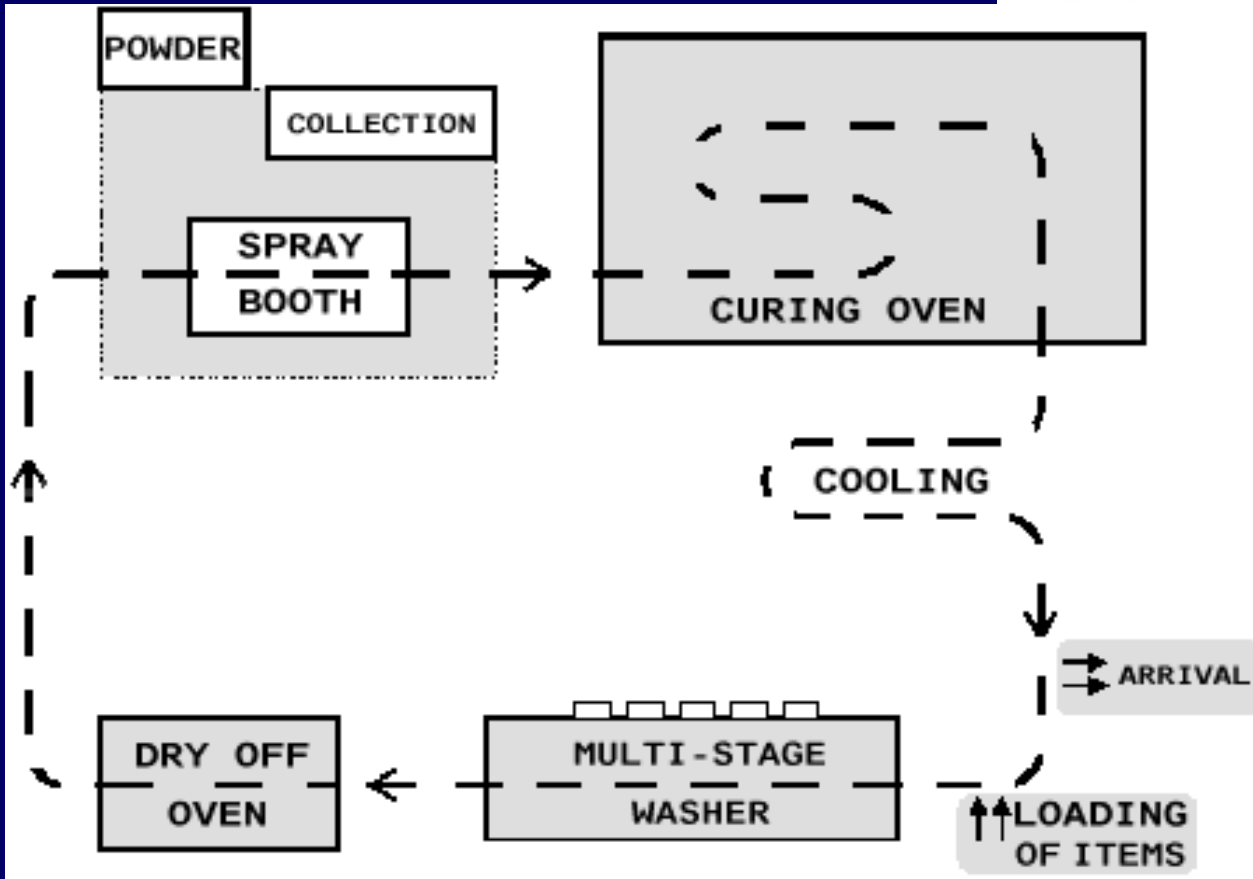 POWDER
COLLECTION
SPRAY
BOOTH
CURING OVEN
COOLING
ARRIVAL
DRY OFF
OVEN
MULTI-STAGE
WASHER
LOADING
OF ITEMS